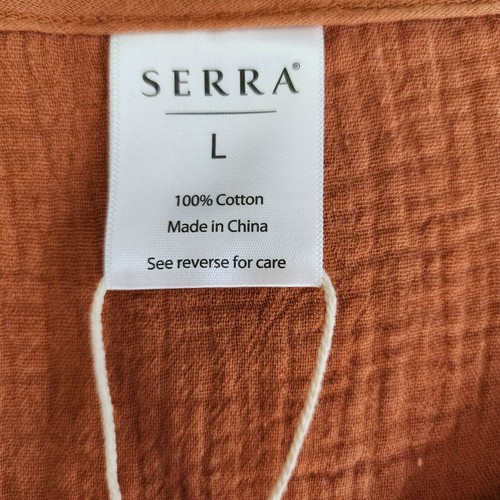 SERRA®
L
100% Cotton
Made in China
See reverse for care